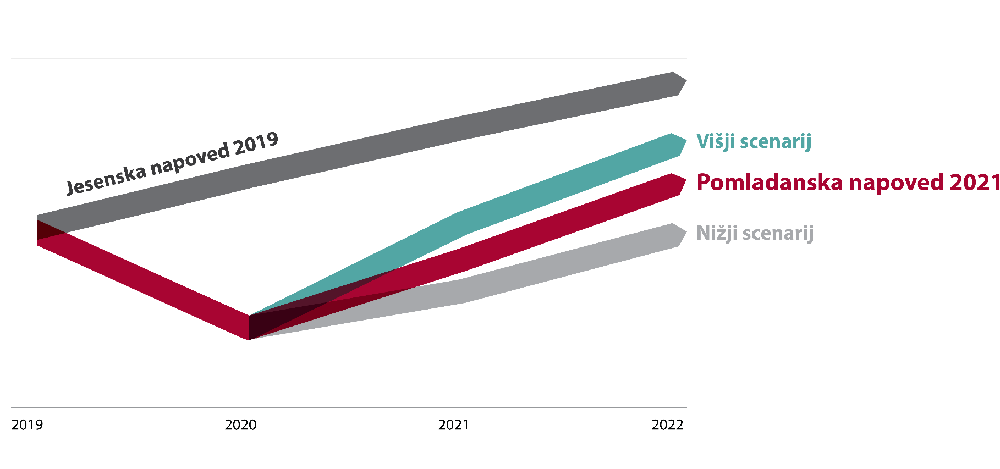 Jesenska napoved 2019
Višji scenarij
Pomladanska napoved 2021
Nižji scenarij
2019
2020
2021
2022